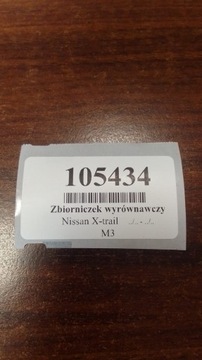 105434
Zbiorniczek wyrównawczy
Nissan X-trail ../.. - ../..
M3